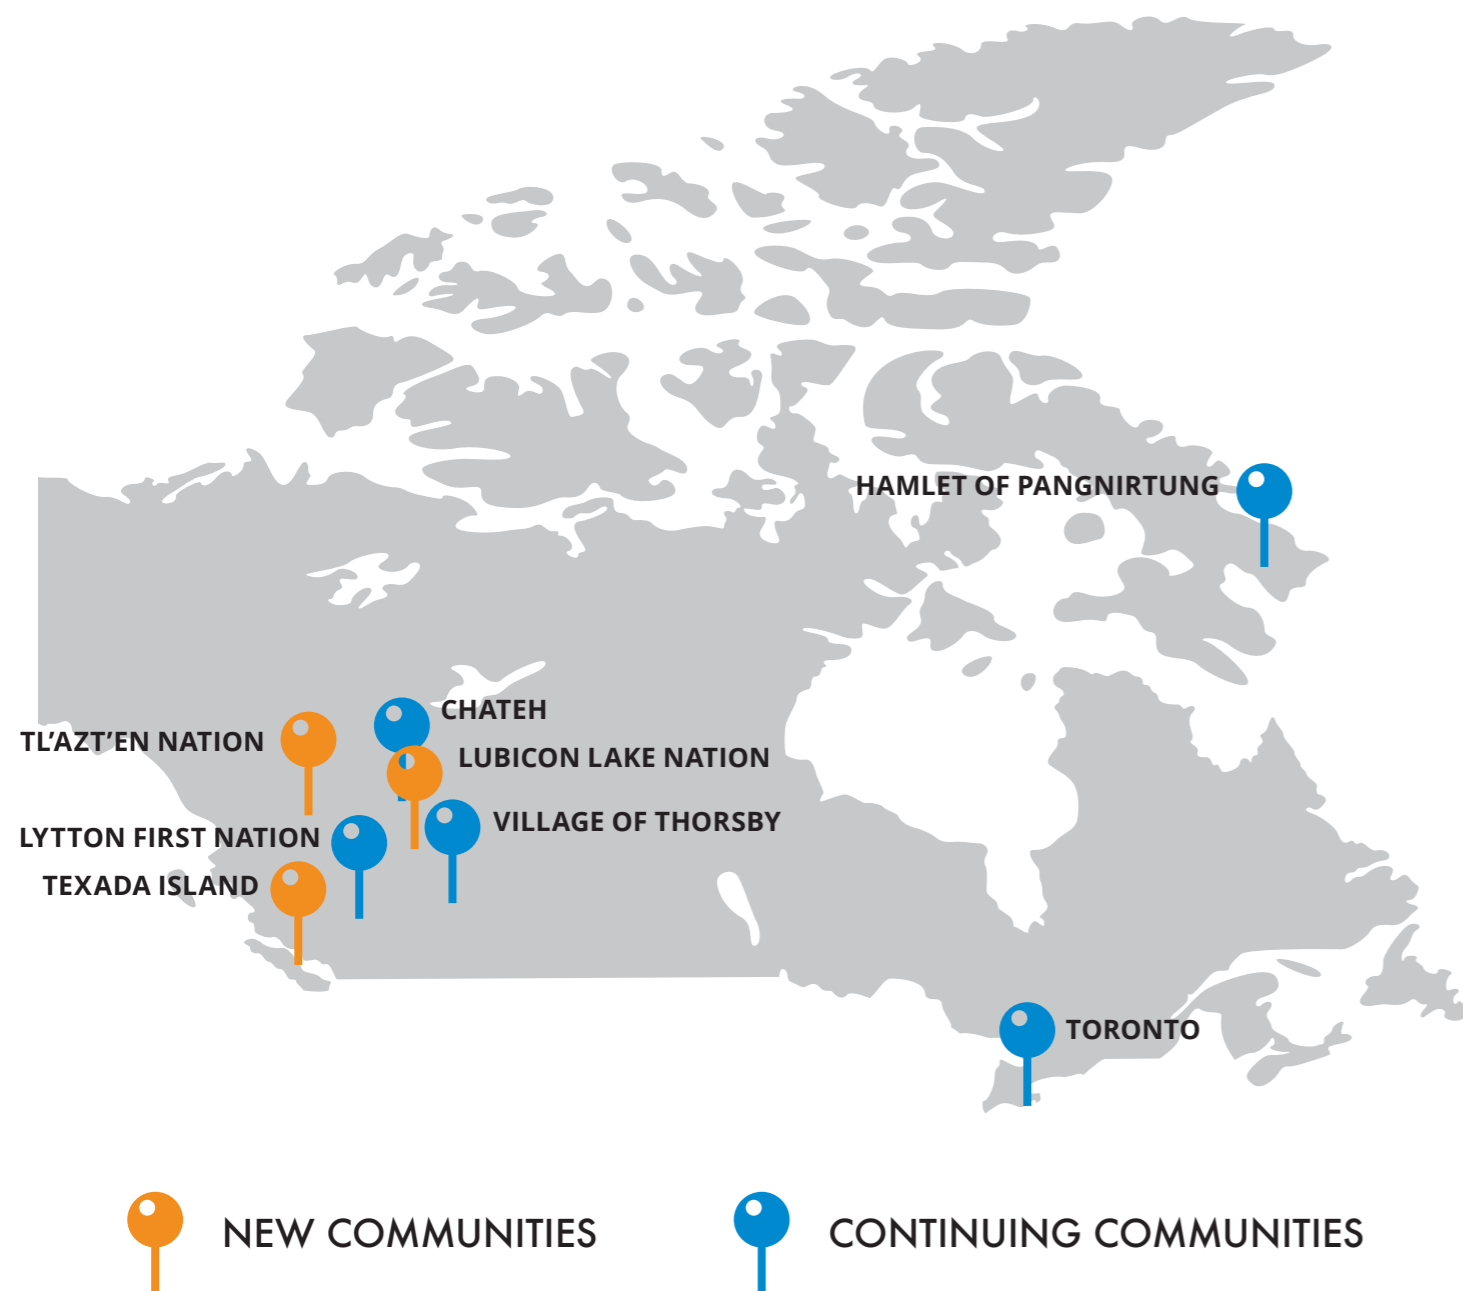 HAMLET OF PANGNIRTUNG
CHATEH
TL’AZT’EN NATION
LUBICON LAKE NATION
VILLAGE OF THORSBY
LYTTON FIRST NATION
TEXADA ISLAND
TORONTO
NEW COMMUNITIES
CONTINUING COMMUNITIES